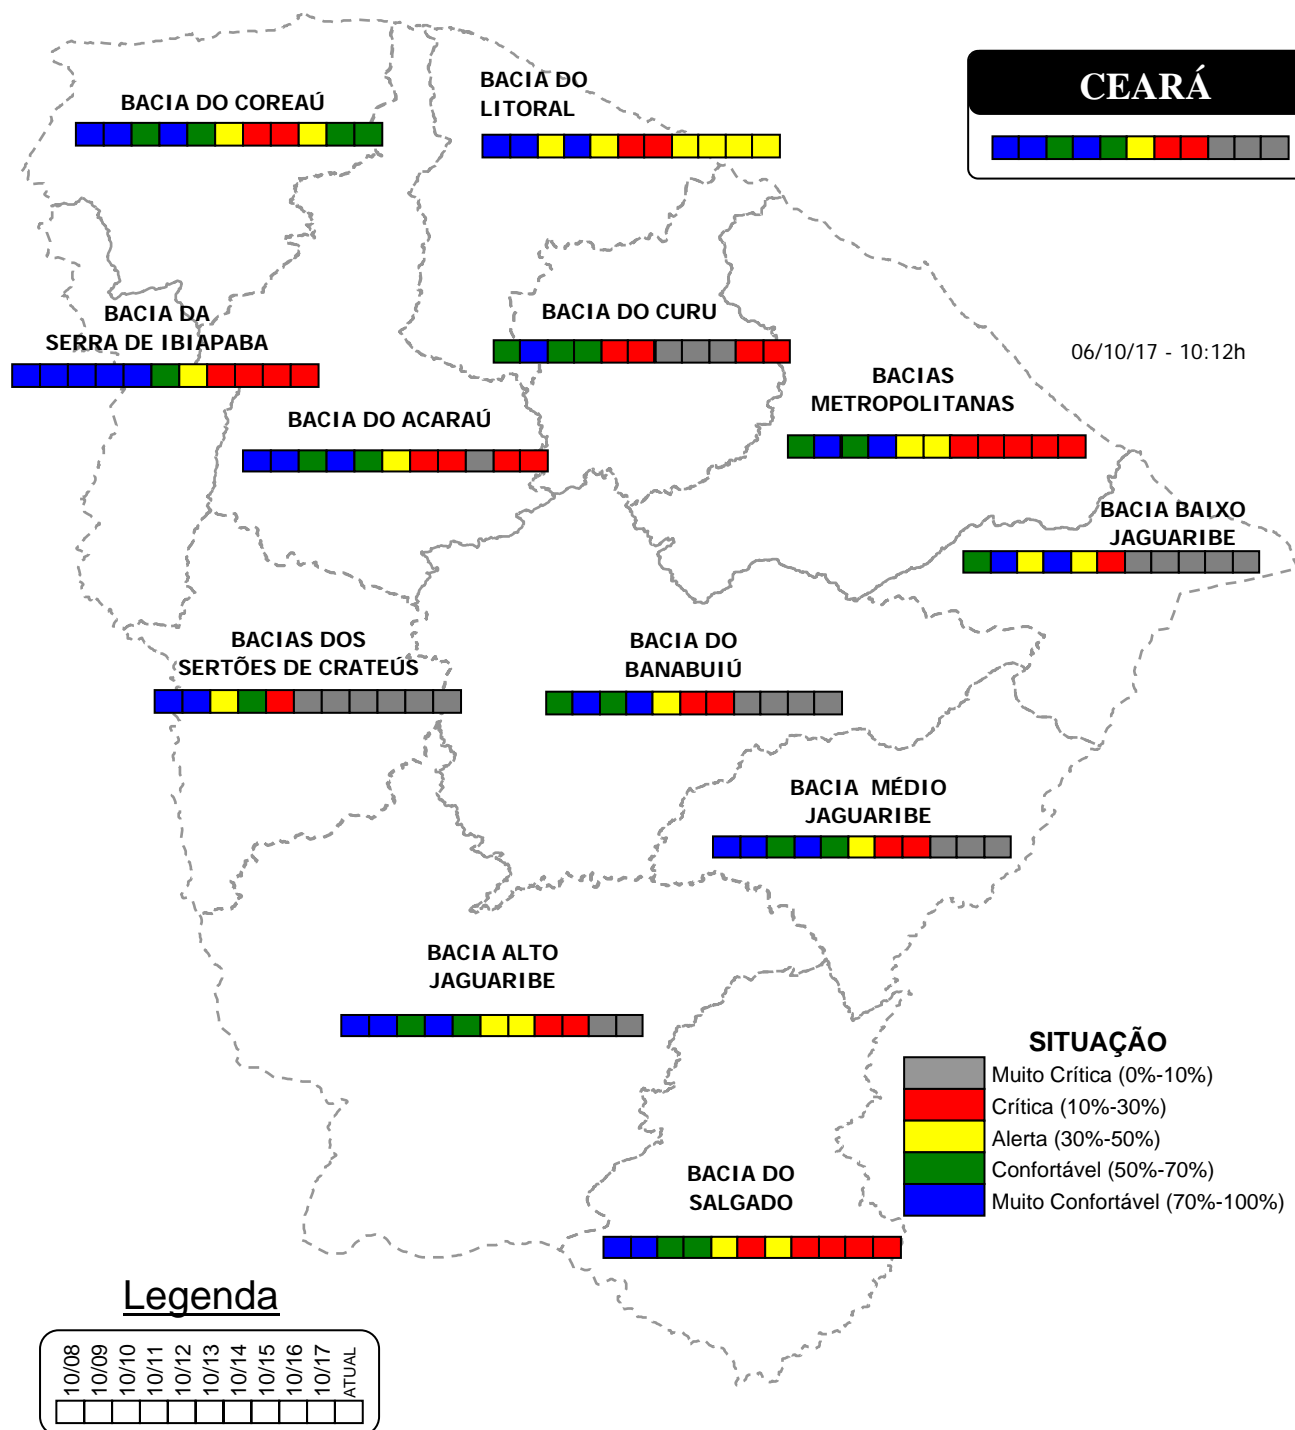 BACIA DO COREAÚ
BACIA DO
LITORAL
CEARÁ
BACIA DA
SERRA DE IBIAPABA
BACIA DO CURU
06/10/17 - 10:12h
BACIAS
METROPOLITANAS
BACIA DO ACARAÚ
BACIA BAIXO
JAGUARIBE
BACIAS DOS
SERTÕES DE CRATEÚS
BACIA DO
BANABUIÚ
BACIA MÉDIO
JAGUARIBE
BACIA ALTO
JAGUARIBE
BACIA DO
SALGADO
SITUAÇÃO
Muito Crítica (0%-10%)
Crítica (10%-30%)
Alerta (30%-50%)
Confortável (50%-70%)
Muito Confortável (70%-100%)
Legenda
10/08
10/09
10/10
10/11
10/12
10/13
10/14
10/15
10/16
10/17
ATUAL